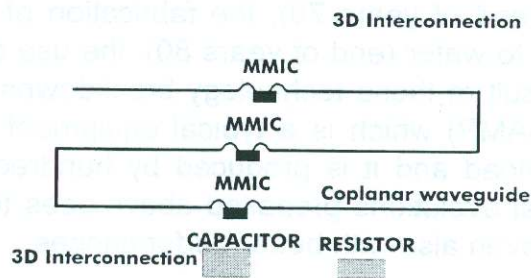 3D Interconnection
MMIC
MMIC
MMIC
Coplanar waveguide
CAPACITOR
RESISTOR
3D Interconnection